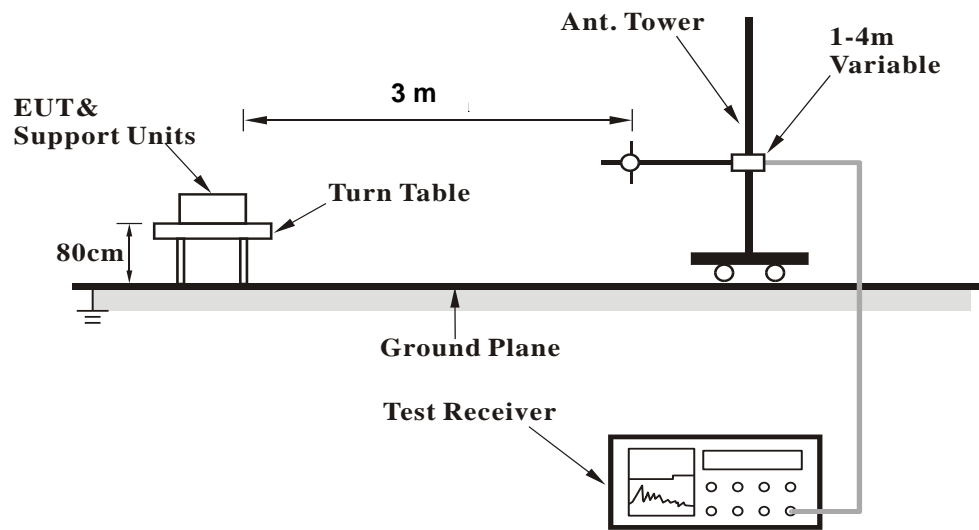 Ant. Tower
1-4m
Variable
3 m
EUT&
Support Units
Turn Table
80cm
Ground Plane
Test Receiver